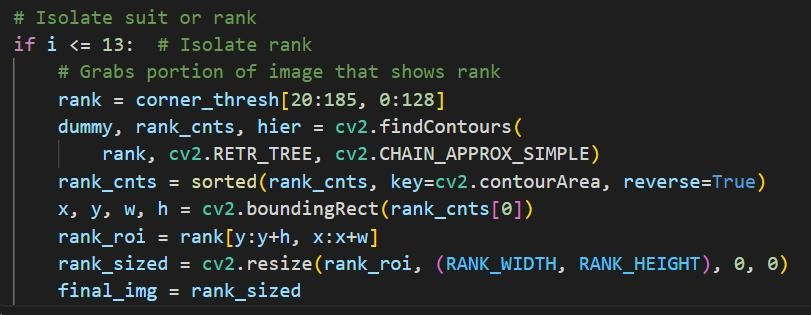 # Isolate suit or rank
if i <= 13:  # Isolate rank
    # Grabs portion of image that shows rank
    rank = corner_thresh[20:185, 0:128]
    dummy, rank_cnts, hier = cv2.findContours(
        rank, cv2.RETR_TREE, cv2.CHAIN_APPROX_SIMPLE)
    rank_cnts = sorted(rank_cnts, key=cv2.contourArea, reverse=True)
    x, y, w, h = cv2.boundingRect(rank_cnts[0])
    rank_roi = rank[y:y+h, x:x+w]
    rank_sized = cv2.resize(rank_roi, (RANK_WIDTH, RANK_HEIGHT), 0, 0)
    final_img = rank_sized